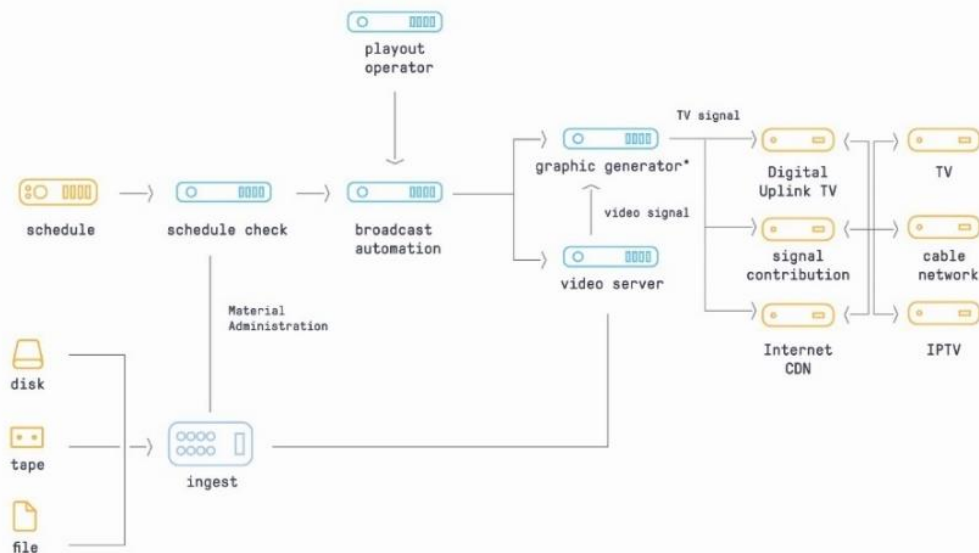 playout
operator
TV signal
graphic generator*
Digital
Uplink TV
TV
schedule
schedule check
broadcast
automation
video signal
video server
signal
contribution
cable
network
Material
Administration
Internet
CDN
IPTV
disk
tape
ingest
file